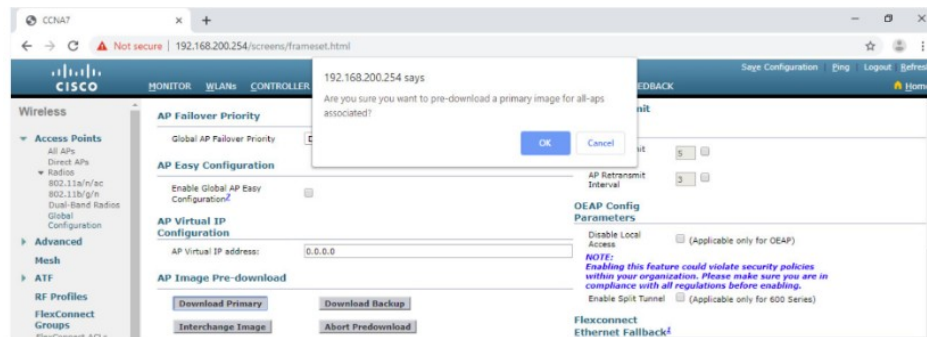 CCNA7
Not secure | 192.168.200.254/screens/frameset.html
Save Configuration Ping Logout Refresh
CISCO
MONITOR WLANs CONTROLLER
EDBACK
Home
192.168.200.254 says
Are you sure you want to pre-download a primary image for all-aps
associated?
OK Cancel
Wireless
Access Points
All APs
Direct APs
Radios
802.11a/n/ac
802.11b/g/n
Dual-Band Radios
Global
Configuration
Advanced
Mesh
ATF
RF Profiles
FlexConnect
Groups
FlexConnect ACLs
AP Failover Priority
Global AP Failover Priority
AP Easy Configuration
Enable Global AP Easy
Configuration2
AP Virtual IP
Configuration
AP Virtual IP address: 0.0.0.0
AP Image Pre-download
Download Primary Download Backup
Interchange Image Abort Predownload
mit
it 5
AP Retransmit
Interval 3
OEAP Config
Parameters
Disable Local
Access (Applicable only for OEAP)
NOTE:
Enabling this feature could violate security policies
within your organization. Please make sure you are in
compliance with all regulations before enabling.
Enable Split Tunnel (Applicable only for 600 Series)
Flexconnect
Ethernet Fallback1